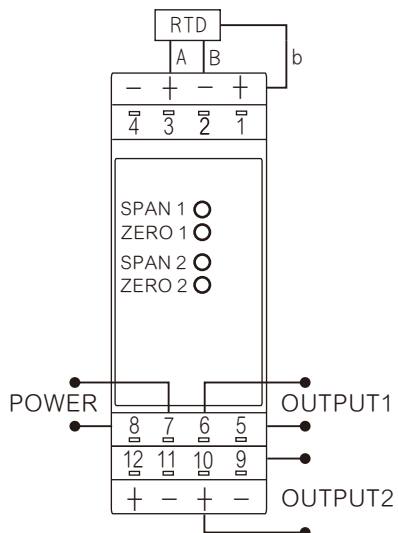 RTD
A B b
− + − +
4 3 2 1
SPAN 1
ZERO 1
SPAN 2
ZERO 2
POWER OUTPUT1
8 7 6 5
12 11 10 9
OUTPUT2
+ − + −